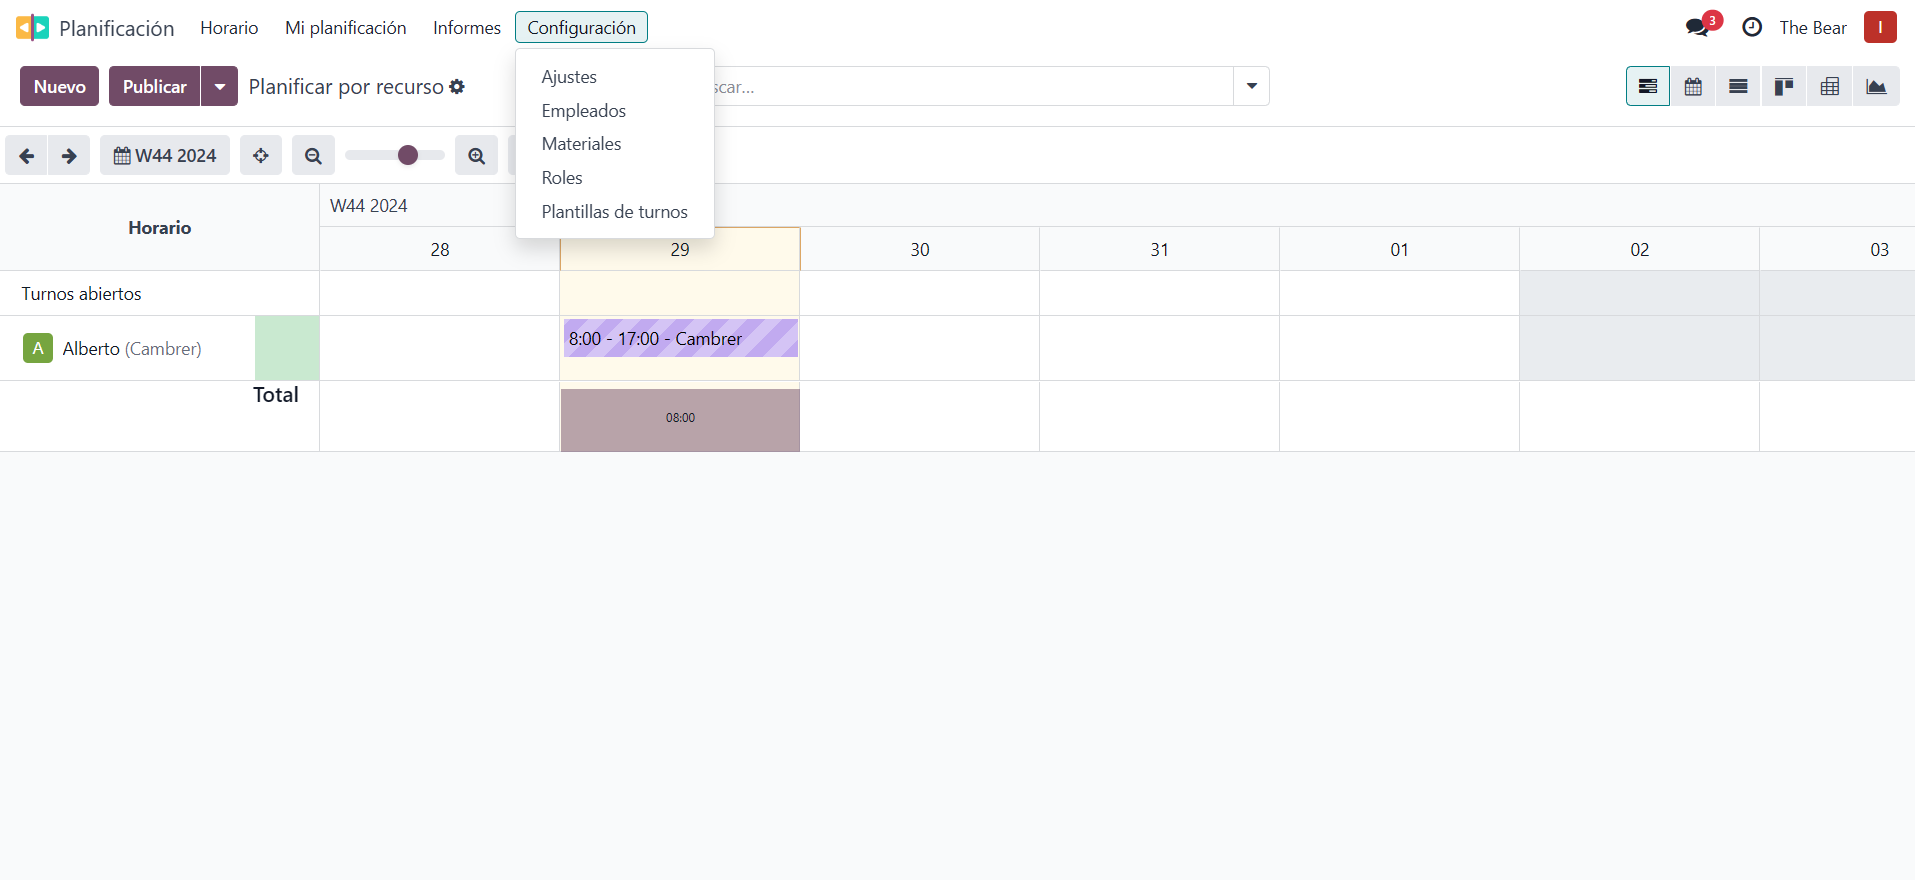 Planificación Horario Mi planificación Informes Configuración 3 The Bear I
Nuevo Publicar Planificar por recurso scar...
Ajustes
Empleados
Materiales
Roles
Plantillas de turnos
W44 2024
Horario W44 2024
28 29 30 31 01 02 03
Turnos abiertos
A Alberto (Cambrer) 8:00 - 17:00 - Cambrer
Total 08:00